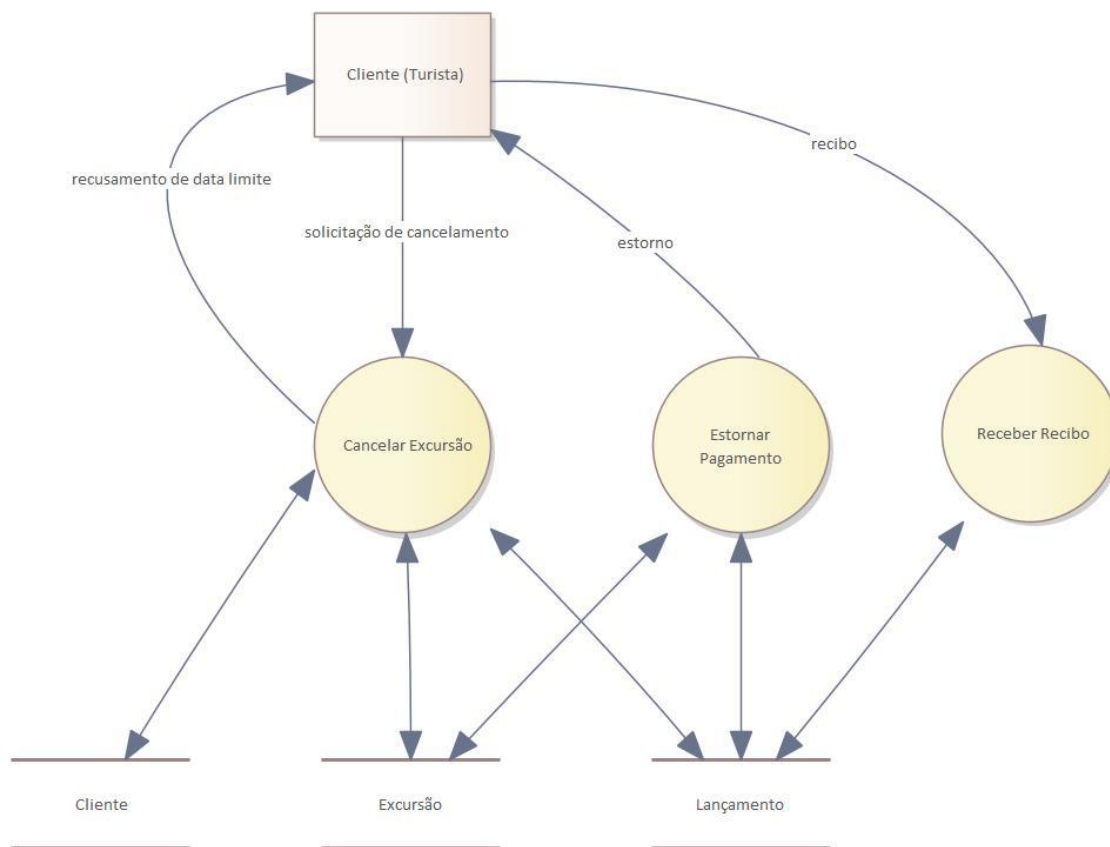 Cliente (Turista)
recibo
recusamento de data limite
solicitação de cancelamento
estorno
Cancelar Excursão
Estornar
Pagamento
Receber Recibo
Cliente
Excursão
Lançamento